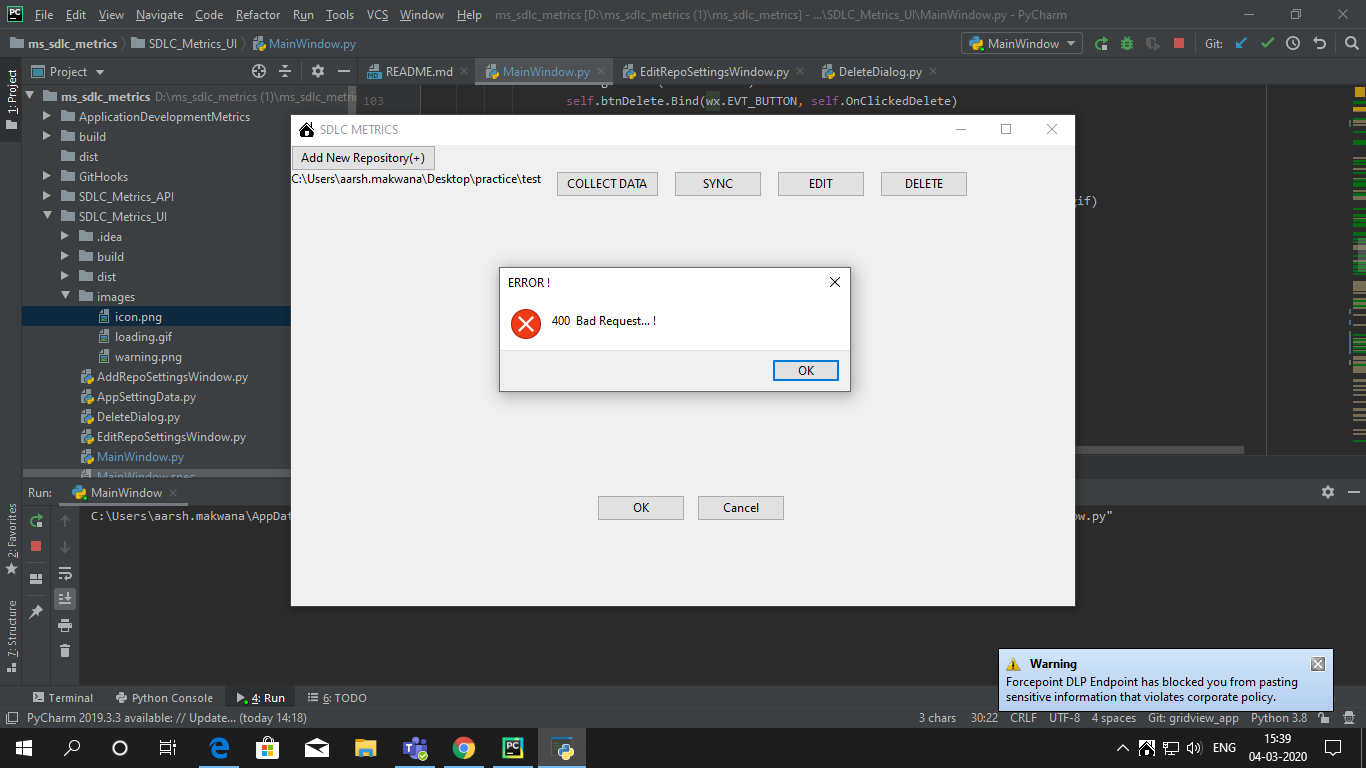 File Edit View Navigate Code Refactor Run Tools VCS Window Help ms_sdlc_metrics [D:\ms_sdlc_metrics (1)\ms_sdlc_metrics] - ...\SDLC_Metrics_UI\MainWindow.py - PyCharm
ms_sdlc_metrics SDLC_Metrics_UI MainWindow.py MainWindow Git:
Project README.md MainWindow.py EditRepoSettingsWindow.py DeleteDialog.py
1: Project
ms_sdlc_metrics D:\ms_sdlc_metrics (1)\ms_sdlc_metri
103 self.btnDelete.Bind(wx.EVT_BUTTON, self.OnClickedDelete)
ApplicationDevelopmentMetrics
build
dist
GitHooks
SDLC_Metrics_API
SDLC_Metrics_UI
.idea
build
dist
images
icon.png
loading.gif
warning.png
AddRepoSettingsWindow.py
AppSettingData.py
DeleteDialog.py
EditRepoSettingsWindow.py
MainWindow.py
MainWindow.spec
gif)
SDLC METRICS
Add New Repository(+)
C:\Users\aarsh.makwana\Desktop\practice\test COLLECT DATA SYNC EDIT DELETE
ERROR !
400 Bad Request... !
OK
OK Cancel
Run: MainWindow
C:\Users\aarsh.makwana\AppDat
ow.py"
2: Favorites
7: Structure
Warning
Forcepoint DLP Endpoint has blocked you from pasting
sensitive information that violates corporate policy.
Terminal Python Console 4: Run 6: TODO
PyCharm 2019.3.3 available: // Update... (today 14:18) 3 chars 30:22 CRLF UTF-8 4 spaces Git: gridview_app Python 3.8
ENG 15:39
04-03-2020